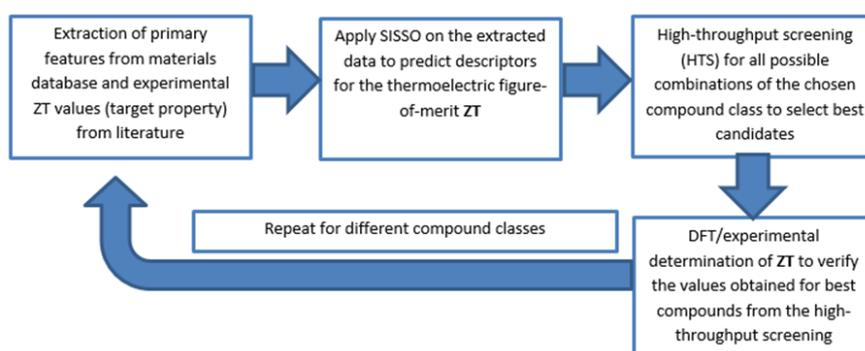 Extraction of primary
features from materials
database and experimental
ZT values (target property)
from literature
Apply SISSO on the extracted
data to predict descriptors
for the thermoelectric figure-
of-merit ZT
High-throughput screening
(HTS) for all possible
combinations of the chosen
compound class to select best
candidates
Repeat for different compound classes
DFT/experimental
determination of ZT to verify
the values obtained for best
compounds from the high-
throughput screening